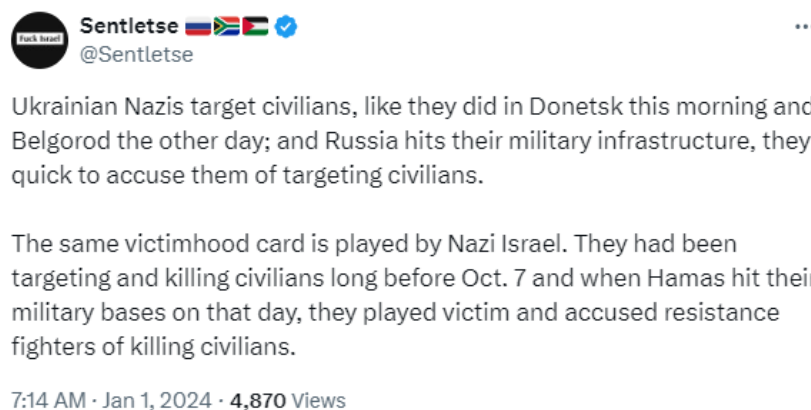 Fuck Israel
Sentletse 🇷🇺🇿🇦🇵🇸
@Sentletse
Ukrainian Nazis target civilians, like they did in Donetsk this morning and
Belgorod the other day; and Russia hits their military infrastructure, they
quick to accuse them of targeting civilians.
The same victimhood card is played by Nazi Israel. They had been
targeting and killing civilians long before Oct. 7 and when Hamas hit their
military bases on that day, they played victim and accused resistance
fighters of killing civilians.
7:14 AM · Jan 1, 2024 · 4,870 Views